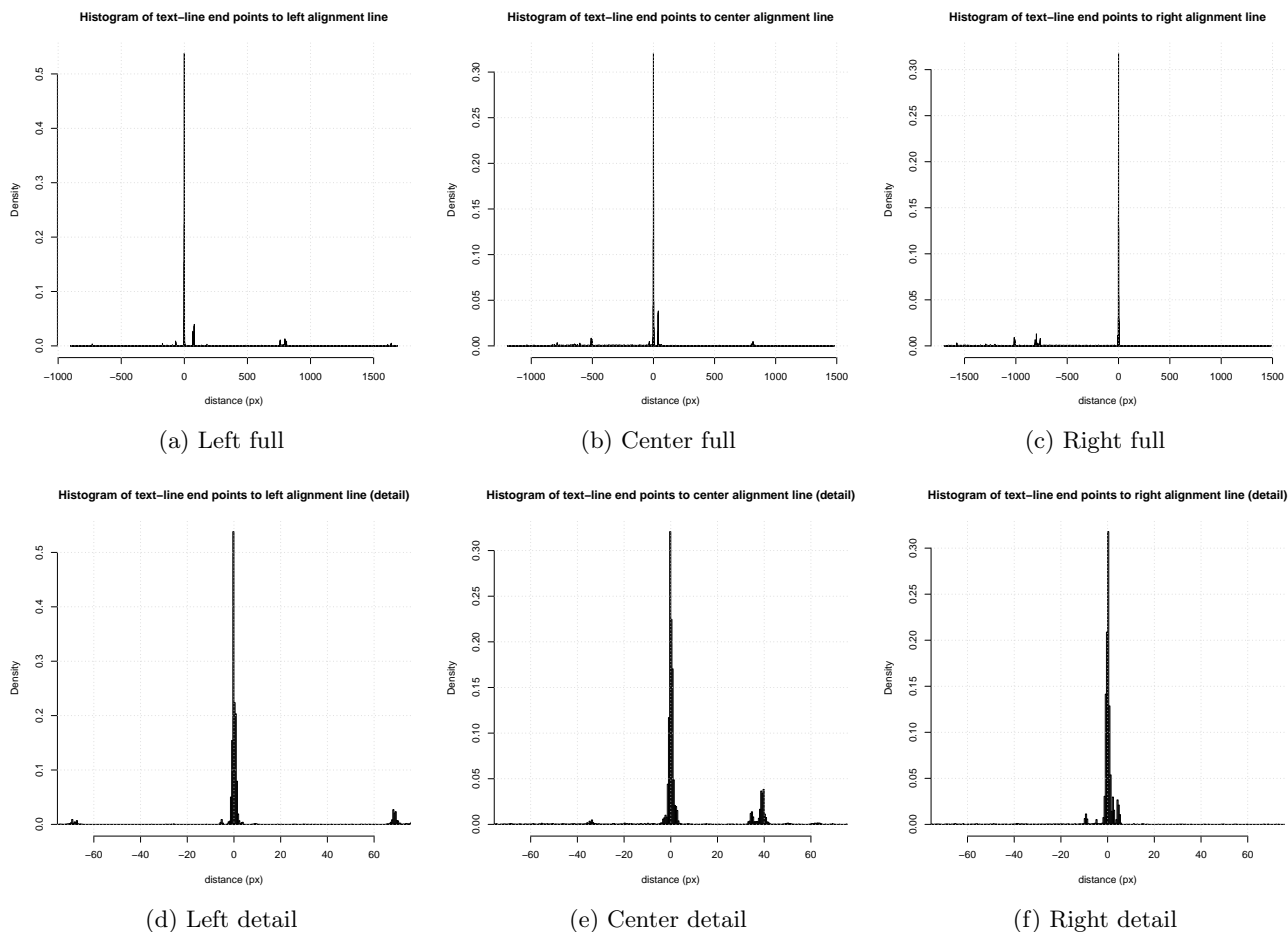 Histogram of text−line end points to left alignment line
Density
0.0 0.1 0.2 0.3 0.4 0.5
−1000 −500 0 500 1000 1500
distance (px)
(a) Left full
Histogram of text−line end points to center alignment line
Density
0.00 0.05 0.10 0.15 0.20 0.25 0.30
−1000 −500 0 500 1000 1500
distance (px)
(b) Center full
Histogram of text−line end points to right alignment line
Density
0.00 0.05 0.10 0.15 0.20 0.25 0.30
−1500 −1000 −500 0 500 1000 1500
distance (px)
(c) Right full
Histogram of text−line end points to left alignment line (detail)
Density
0.0 0.1 0.2 0.3 0.4 0.5
−60 −40 −20 0 20 40 60
distance (px)
(d) Left detail
Histogram of text−line end points to center alignment line (detail)
Density
0.00 0.05 0.10 0.15 0.20 0.25 0.30
−60 −40 −20 0 20 40 60
distance (px)
(e) Center detail
Histogram of text−line end points to right alignment line (detail)
Density
0.00 0.05 0.10 0.15 0.20 0.25 0.30
−60 −40 −20 0 20 40 60
distance (px)
(f) Right detail